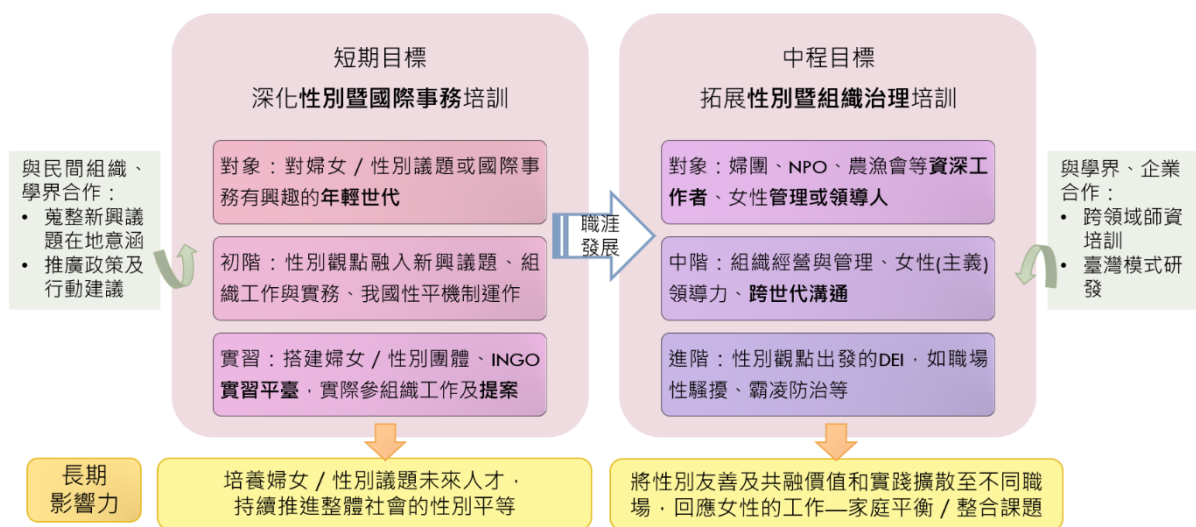 短期目標
深化性別暨國際事務培訓
對象：對婦女／性別議題或國際事
務有興趣的年輕世代
初階：性別觀點融入新興議題、組
織工作與實務、我國性平機制運作
實習：搭建婦女／性別團體、INGO
實習平臺，實際參組織工作及提案
與民間組織、
學界合作：
• 蒐整新興議
題在地意涵
• 推廣政策及
行動建議
職涯
發展
中程目標
拓展性別暨組織治理培訓
對象：婦團、NPO、農漁會等資深工
作者、女性管理或領導人
中階：組織經營與管理、女性(主義)
領導力、跨世代溝通
進階：性別觀點出發的DEI，如職場
性騷擾、霸凌防治等
與學界、企業
合作：
• 跨領域師資
培訓
• 臺灣模式研
發
長期
影響力
培養婦女／性別議題未來人才，
持續推進整體社會的性別平等
將性別友善及共融價值和實踐擴散至不同職
場，回應女性的工作—家庭平衡／整合課題